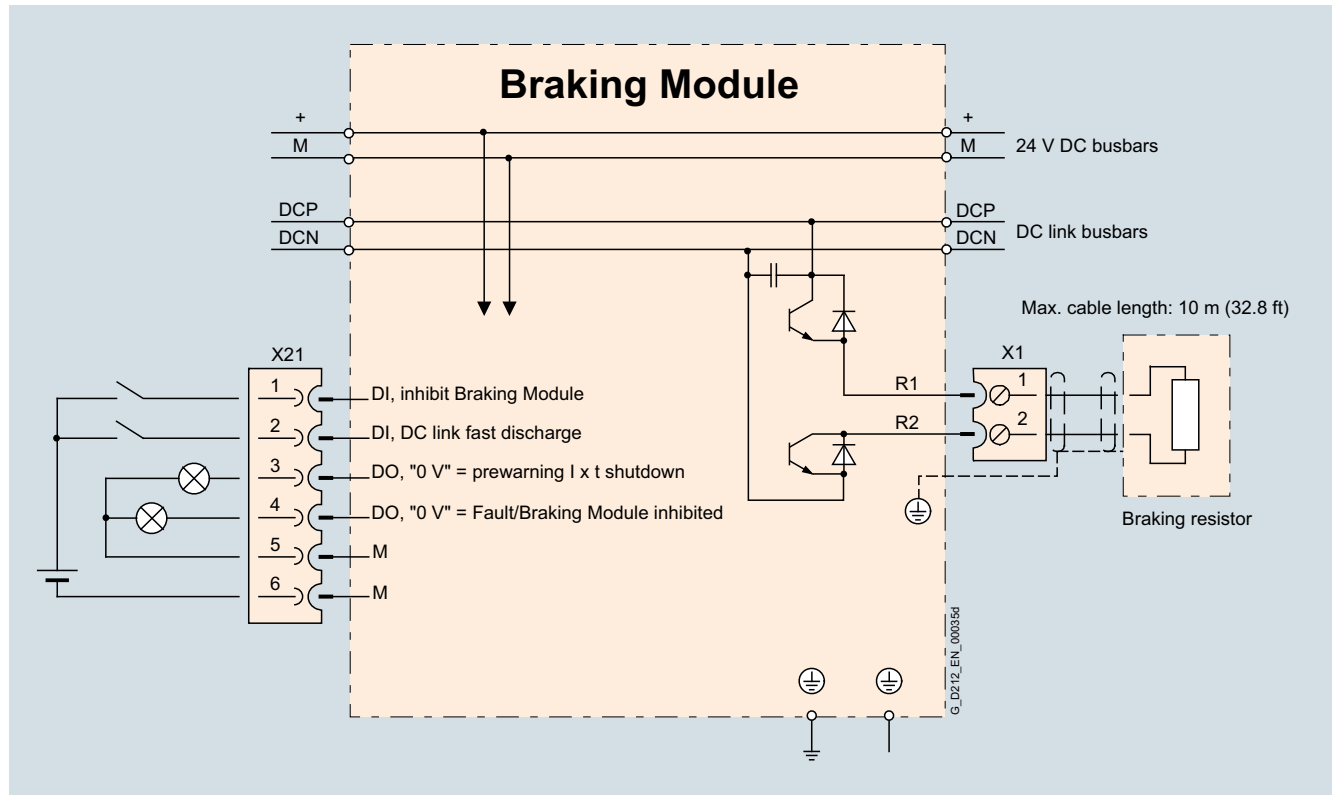 Braking Module
+ +
M M 24 V DC busbars
DCP DCP
DCN DCN DC link busbars
Max. cable length: 10 m (32.8 ft)
X21 X1
1 DI, inhibit Braking Module R1 1
2 DI, DC link fast discharge R2 2
3 DO, "0 V" = prewarning I x t shutdown
4 DO, "0 V" = Fault/Braking Module inhibited
Braking resistor
5 M
6 M
G_D212_EN_00035d